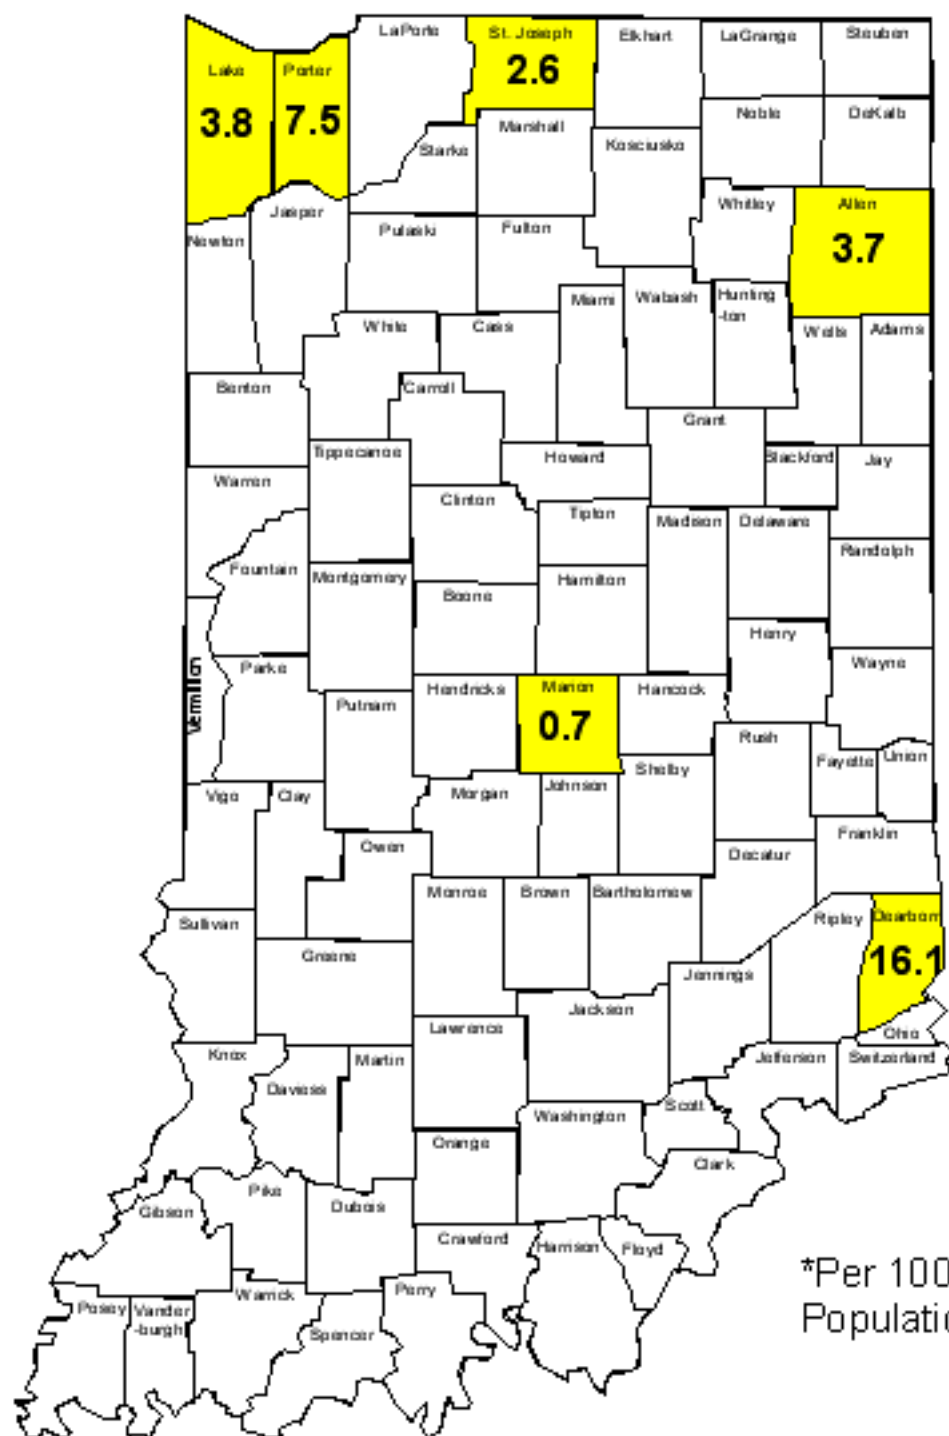 LaPorte
St. Joseph
2.6
Elkhart
LaGrange
Steuben
Lake
3.8
Porter
7.5
Starke
Marshall
Kosciusko
Noble
DeKalb
Newton
Jasper
Pulaski
Fulton
Whitley
Allen
3.7
White
Cass
Miami
Wabash
Hunting
-ton
Wells
Adams
Benton
Carroll
Grant
Tippecanoe
Howard
Blackford
Jay
Warren
Clinton
Tipton
Madison
Delaware
Randolph
Fountain
Montgomery
Boone
Hamilton
Henry
Wayne
Vermillion
Parke
Putnam
Hendricks
Marion
0.7
Hancock
Rush
Fayette
Union
Shelby
Vigo
Clay
Morgan
Johnson
Franklin
Owen
Decatur
Monroe
Brown
Bartholomew
Ripley
Dearborn
16.1
Sullivan
Greene
Jennings
Jackson
Lawrence
Ohio
Knox
Martin
Jefferson
Switzerland
Daviess
Washington
Scott
Orange
Clark
Pike
Dubois
Gibson
Crawford
Harrison
Floyd
Posey
Vander
-burgh
Warrick
Spencer
Perry
*Per 100
Populatio